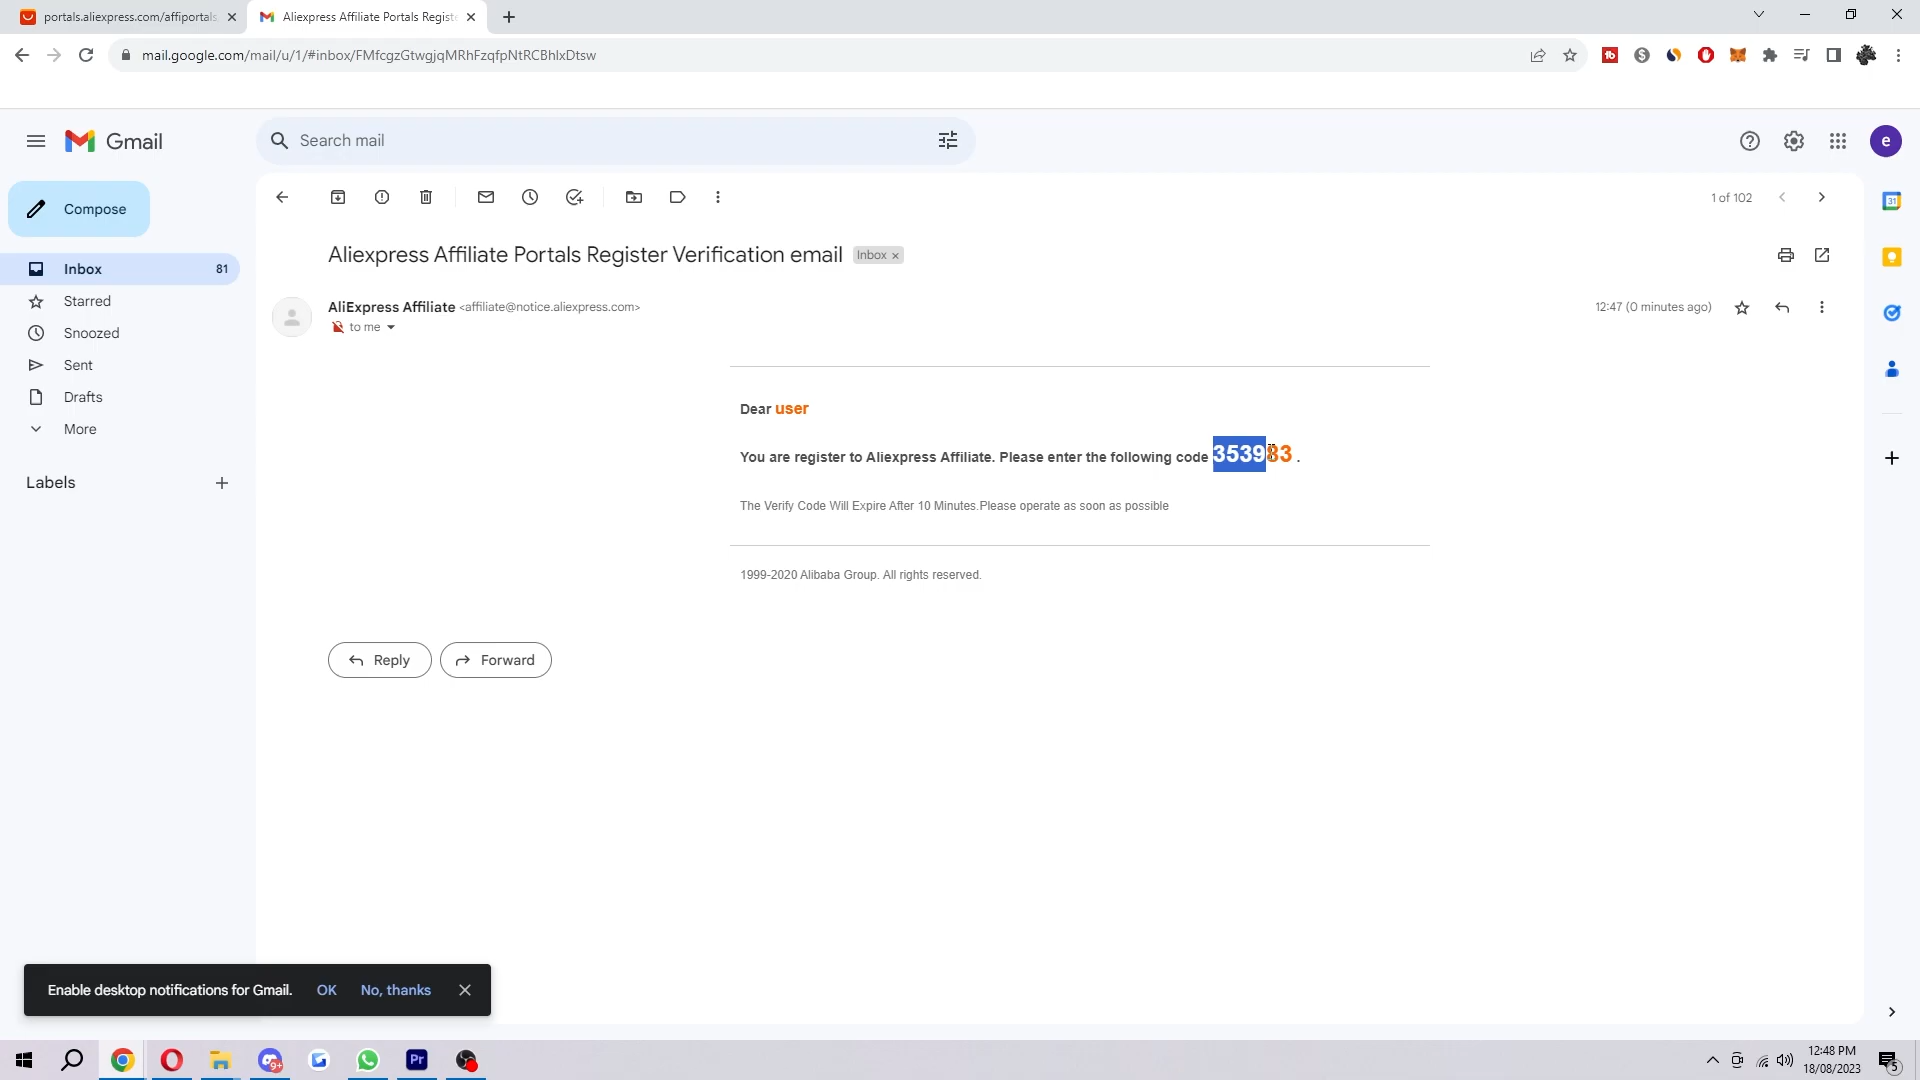 portals.aliexpress.com/affiportals
Aliexpress Affiliate Portals Registe
mail.google.com/mail/u/1/#inbox/FMfcgzGtwgjqMRhFzqfpNtRCBhlxDtsw
Gmail
Search mail
e
Compose
1 of 102
Aliexpress Affiliate Portals Register Verification email
Inbox ×
Inbox 81
Starred
Snoozed
Sent
Drafts
More
Labels
AliExpress Affiliate <affiliate@notice.aliexpress.com>
12:47 (0 minutes ago)
to me
Dear user
You are register to Aliexpress Affiliate. Please enter the following code 353983 .
The Verify Code Will Expire After 10 Minutes.Please operate as soon as possible
1999-2020 Alibaba Group. All rights reserved.
Reply
Forward
31
Enable desktop notifications for Gmail. OK No, thanks
9+
Pr
12:48 PM
18/08/2023
5